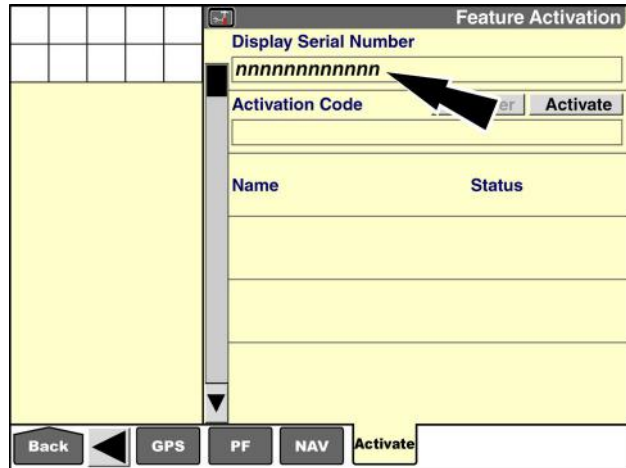 Feature Activation
Display Serial Number
nnnnnnnnnnnn
Activation Code
Activate
Name Status
Back GPS PF NAV Activate